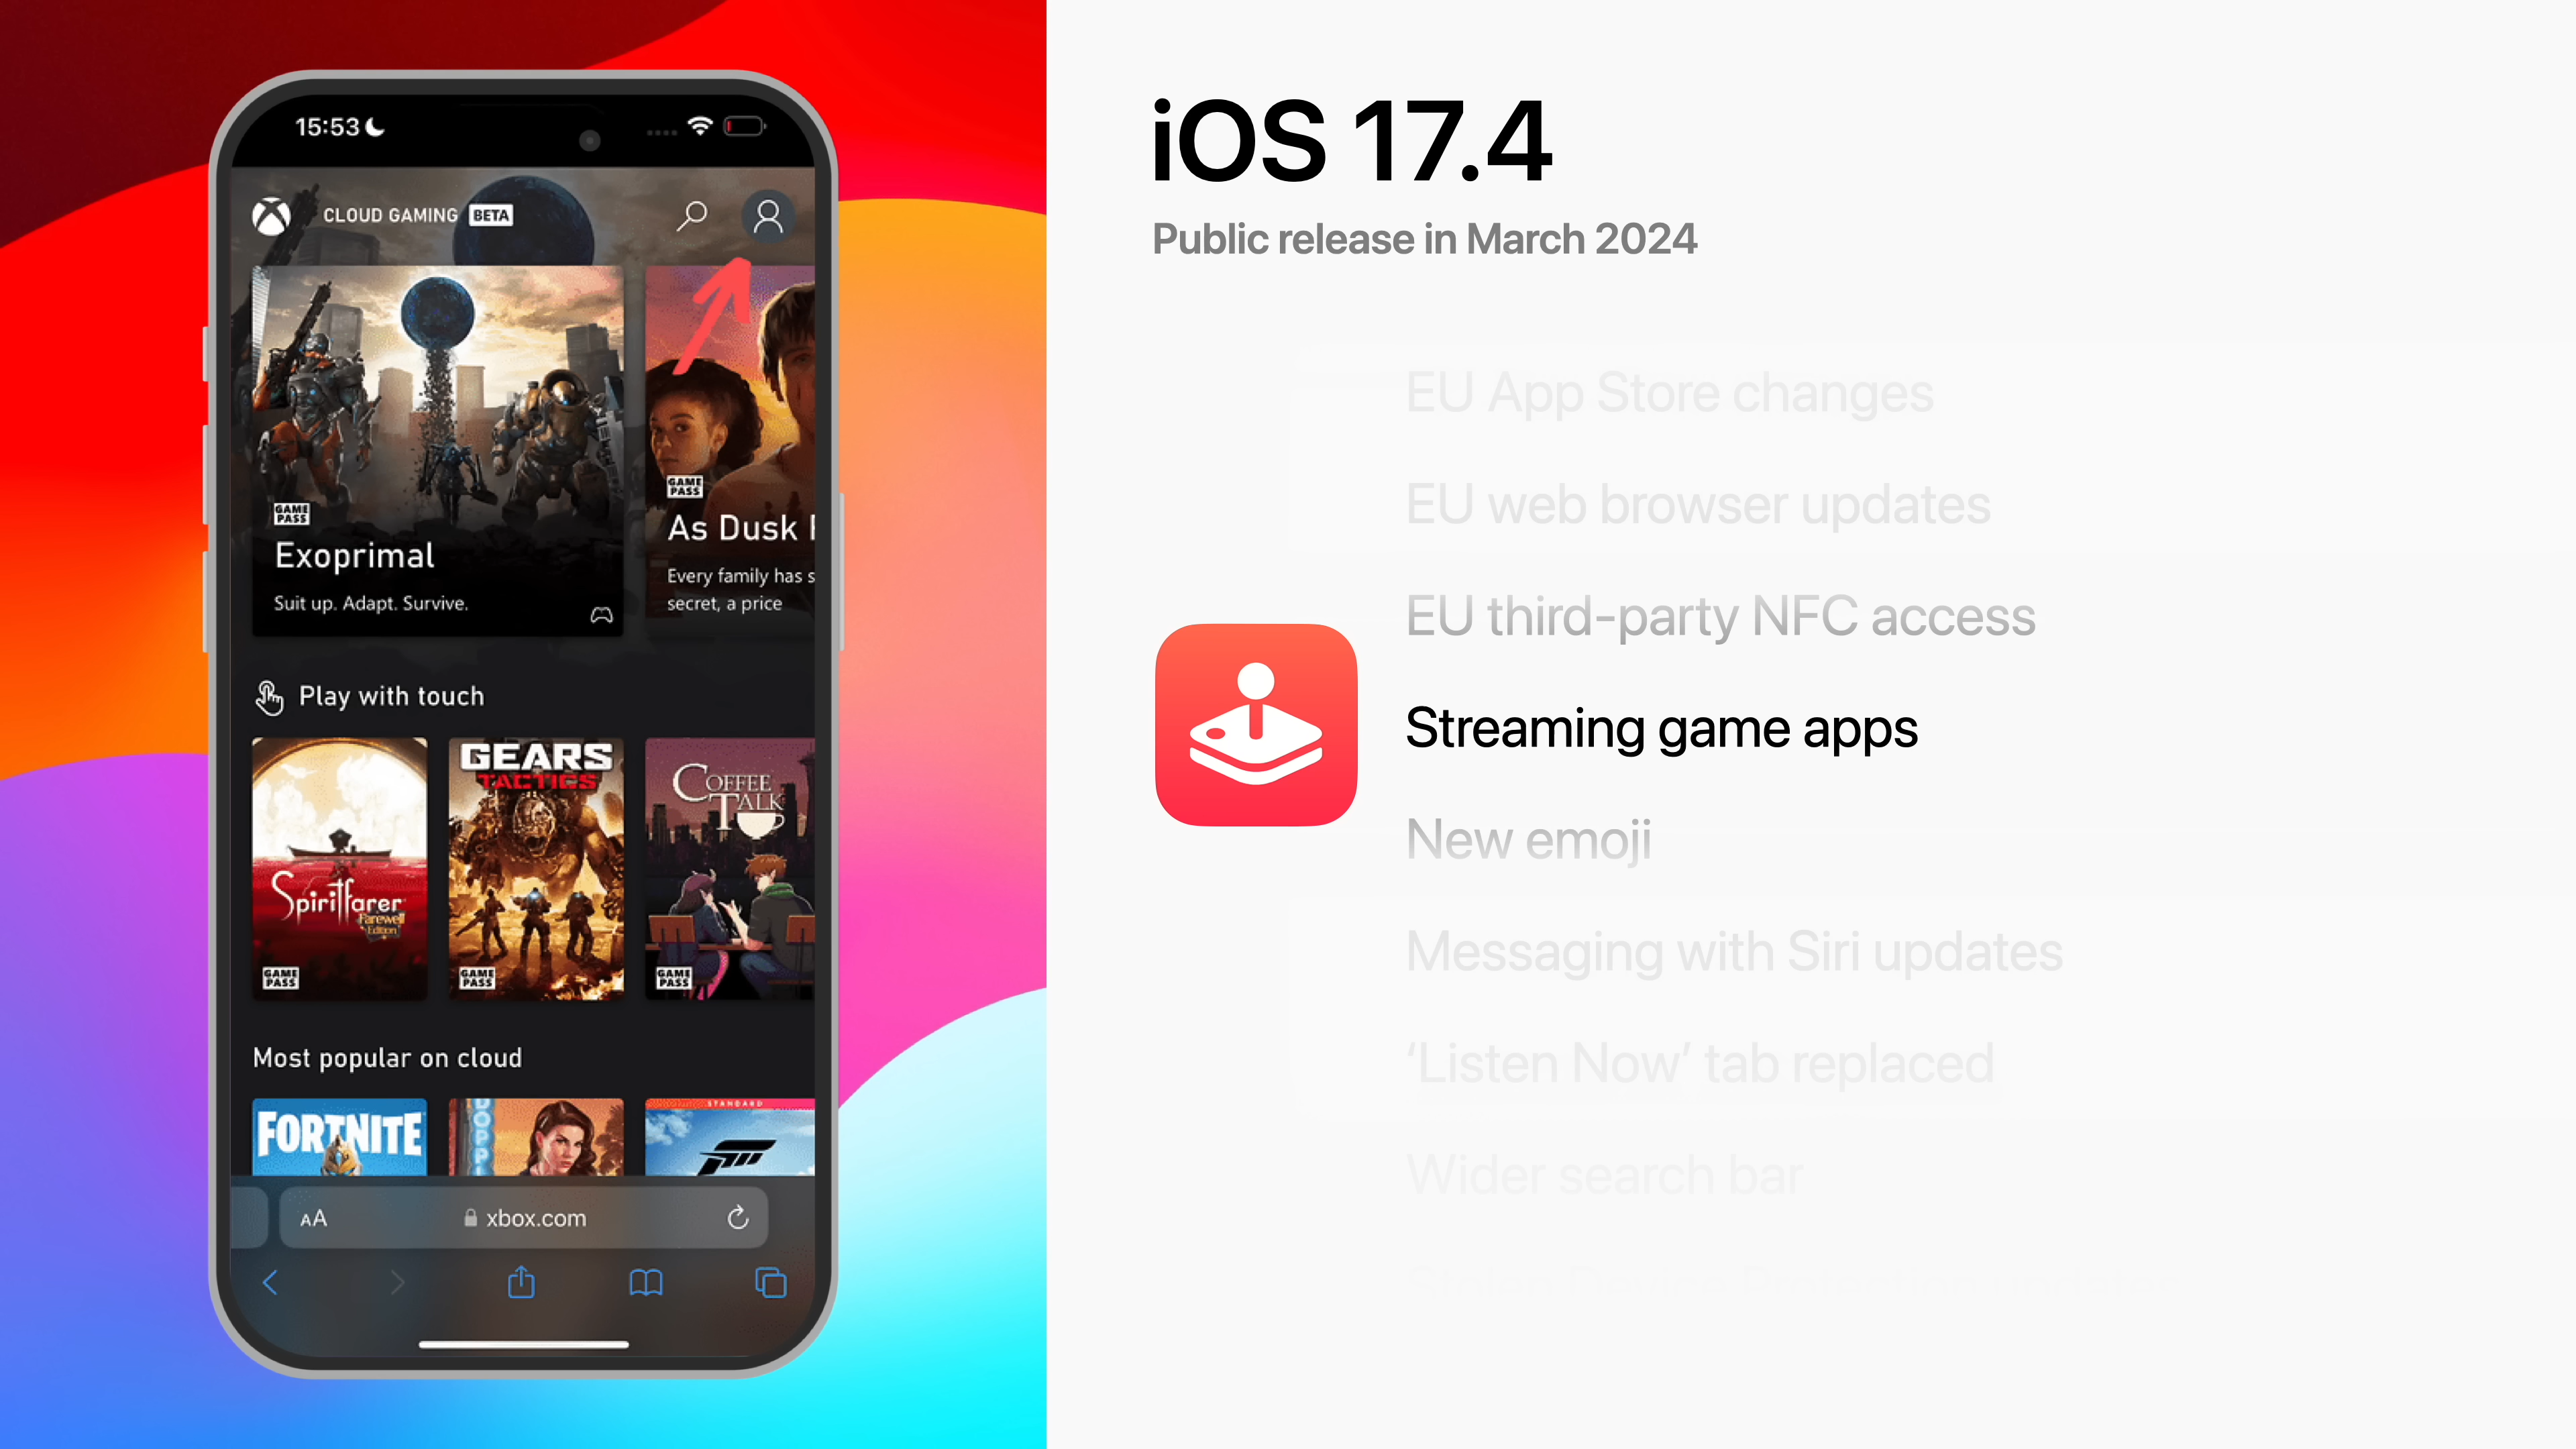 15:53
CLOUD GAMING BETA
GAME PASS
Exoprimal
Suit up. Adapt. Survive.
GAME PASS
As Dusk F
Every family has s
secret, a price
Play with touch
Spiritfarer
Farewell
Edition
GAME PASS
GEARS
TACTICS
GAME PASS
COFFEE
TALK
GAME PASS
Most popular on cloud
FORTNITE
STANDARD
AA
xbox.com
iOS 17.4
Public release in March 2024
EU App Store changes
EU web browser updates
EU third-party NFC access
Streaming game apps
New emoji
Messaging with Siri updates
‘Listen Now’ tab replaced
Wider search bar